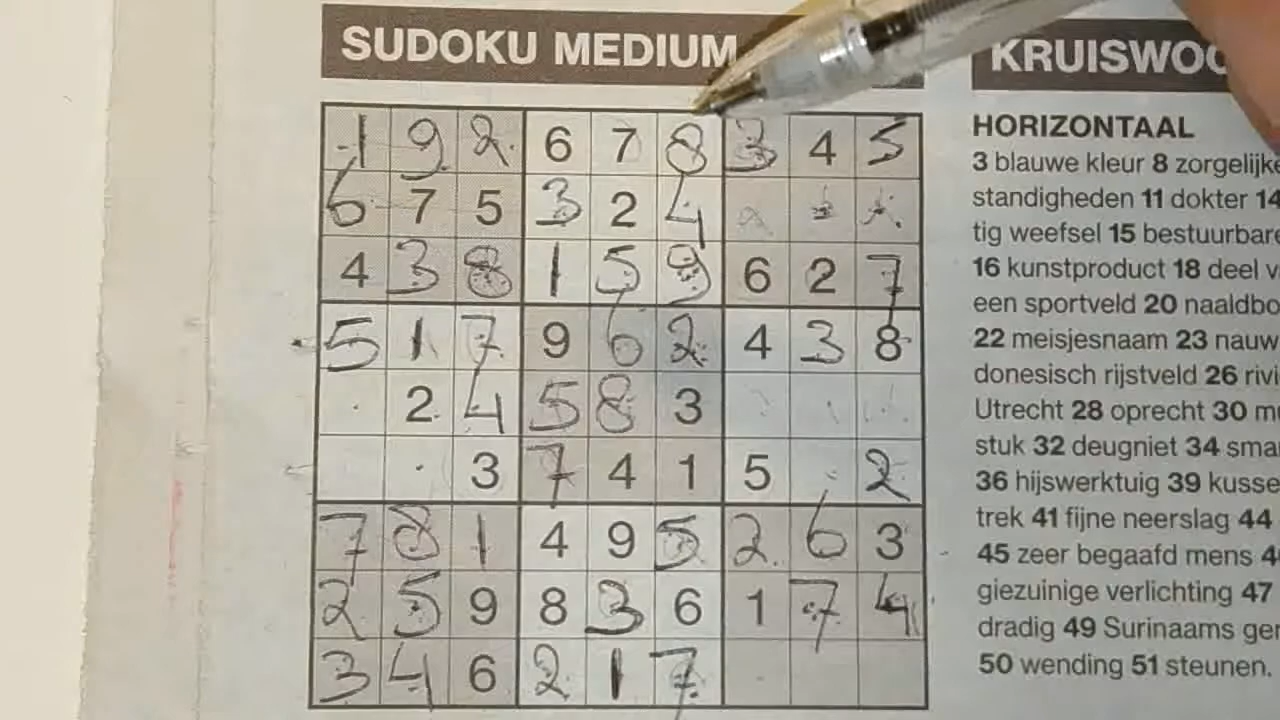 SUDOKU MEDIUM
1 9 2 6 7 8 3 4 5
6 7 5 3 2 4
4 3 8 1 5 9 6 2 7
5 1 7 9 6 2 4 3 8
2 4 5 8 3
3 7 4 1 5 2
7 8 1 4 9 5 2 6 3
2 5 9 8 3 6 1 7 4
3 4 6 2 1 7
KRUISWO
HORIZONTAAL
3 blauwe kleur 8 zorgelijke
standigheden 11 dokter 14
tig weefsel 15 bestuurbare
16 kunstproduct 18 deel v
een sportveld 20 naaldbo
22 meisjesnaam 23 nauw
donesisch rijstveld 26 rivi
Utrecht 28 oprecht 30 m
stuk 32 deugniet 34 sma
36 hijswerktuig 39 kusse
trek 41 fijne neerslag 44
45 zeer begaafd mens 4
giezuinige verlichting 47
dradig 49 Surinaams ge
50 wending 51 steunen.